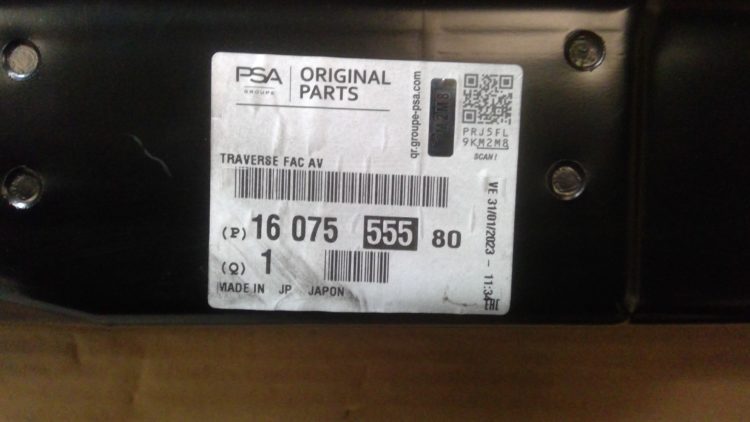 PSA
GROUPE
ORIGINAL
PARTS
qr.groupe-psa.com
9KM2M8
PRJ5FL
9KM2M8
SCAN!
TRAVERSE FAC AV
(P) 16 075 555 80
(Q) 1
MADE IN JP JAPON
VE 31/01/2023 - 11:34
EAC